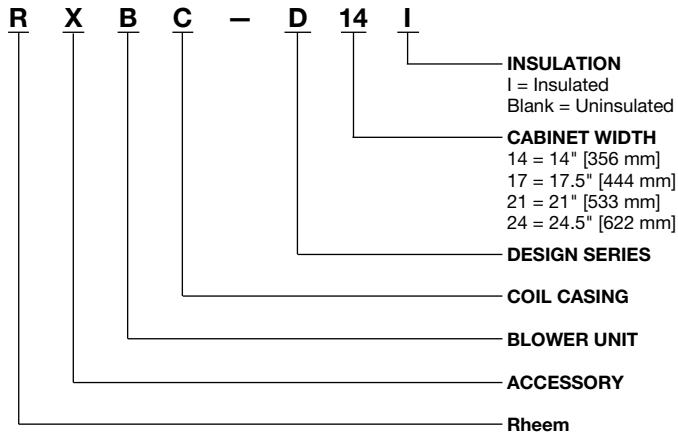 R X B C — D 14 I
INSULATION
I = Insulated
Blank = Uninsulated
CABINET WIDTH
14 = 14" [356 mm]
17 = 17.5" [444 mm]
21 = 21" [533 mm]
24 = 24.5" [622 mm]
DESIGN SERIES
COIL CASING
BLOWER UNIT
ACCESSORY
Rheem